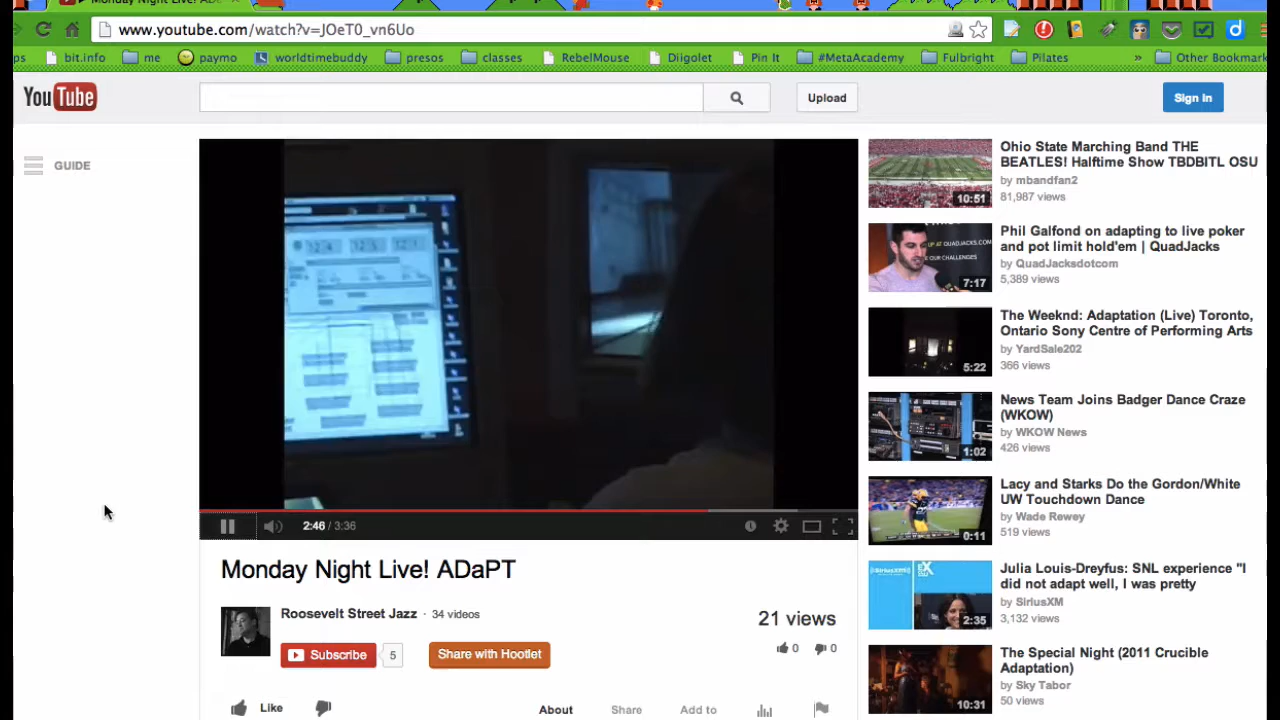 Monday Night Live! ADa
www.youtube.com/watch?v=JOeT0_vn6Uo
ps bit.info me paymo worldtimebuddy presos classes RebelMouse Diigolet Pin It #MetaAcademy Fulbright Pilates » Other Bookmark
YouTube Upload Sign In
GUIDE
Ohio State Marching Band THE
BEATLES! Halftime Show TBDBITL OSU
by mbandfan2
81,987 views
10:51
Phil Galfond on adapting to live poker
and pot limit hold'em | QuadJacks
by QuadJacksdotcom
5,389 views
7:17
The Weeknd: Adaptation (Live) Toronto,
Ontario Sony Centre of Performing Arts
by YardSale202
366 views
5:22
News Team Joins Badger Dance Craze
(WKOW)
by WKOW News
426 views
1:02
Lacy and Starks Do the Gordon/White
UW Touchdown Dance
by Wade Rewey
519 views
0:11
Julia Louis-Dreyfus: SNL experience "I
did not adapt well, I was pretty
by SiriusXM
3,132 views
2:35
The Special Night (2011 Crucible
Adaptation)
by Sky Tabor
50 views
10:31
2:46 / 3:36
Monday Night Live! ADaPT
Roosevelt Street Jazz · 34 videos
21 views
Subscribe 5 Share with Hootlet
0 0
Like About Share Add to